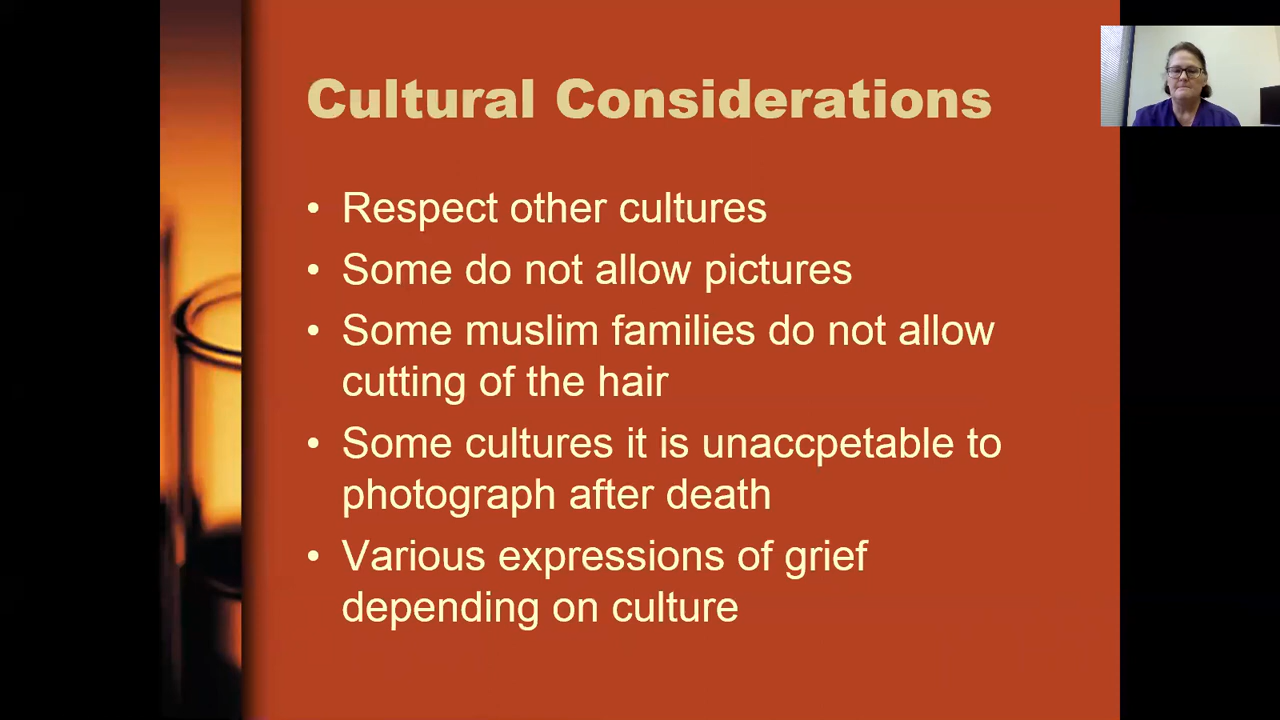 Cultural Considerations
• Respect other cultures
• Some do not allow pictures
• Some muslim families do not allow
cutting of the hair
• Some cultures it is unaccpetable to
photograph after death
• Various expressions of grief
depending on culture